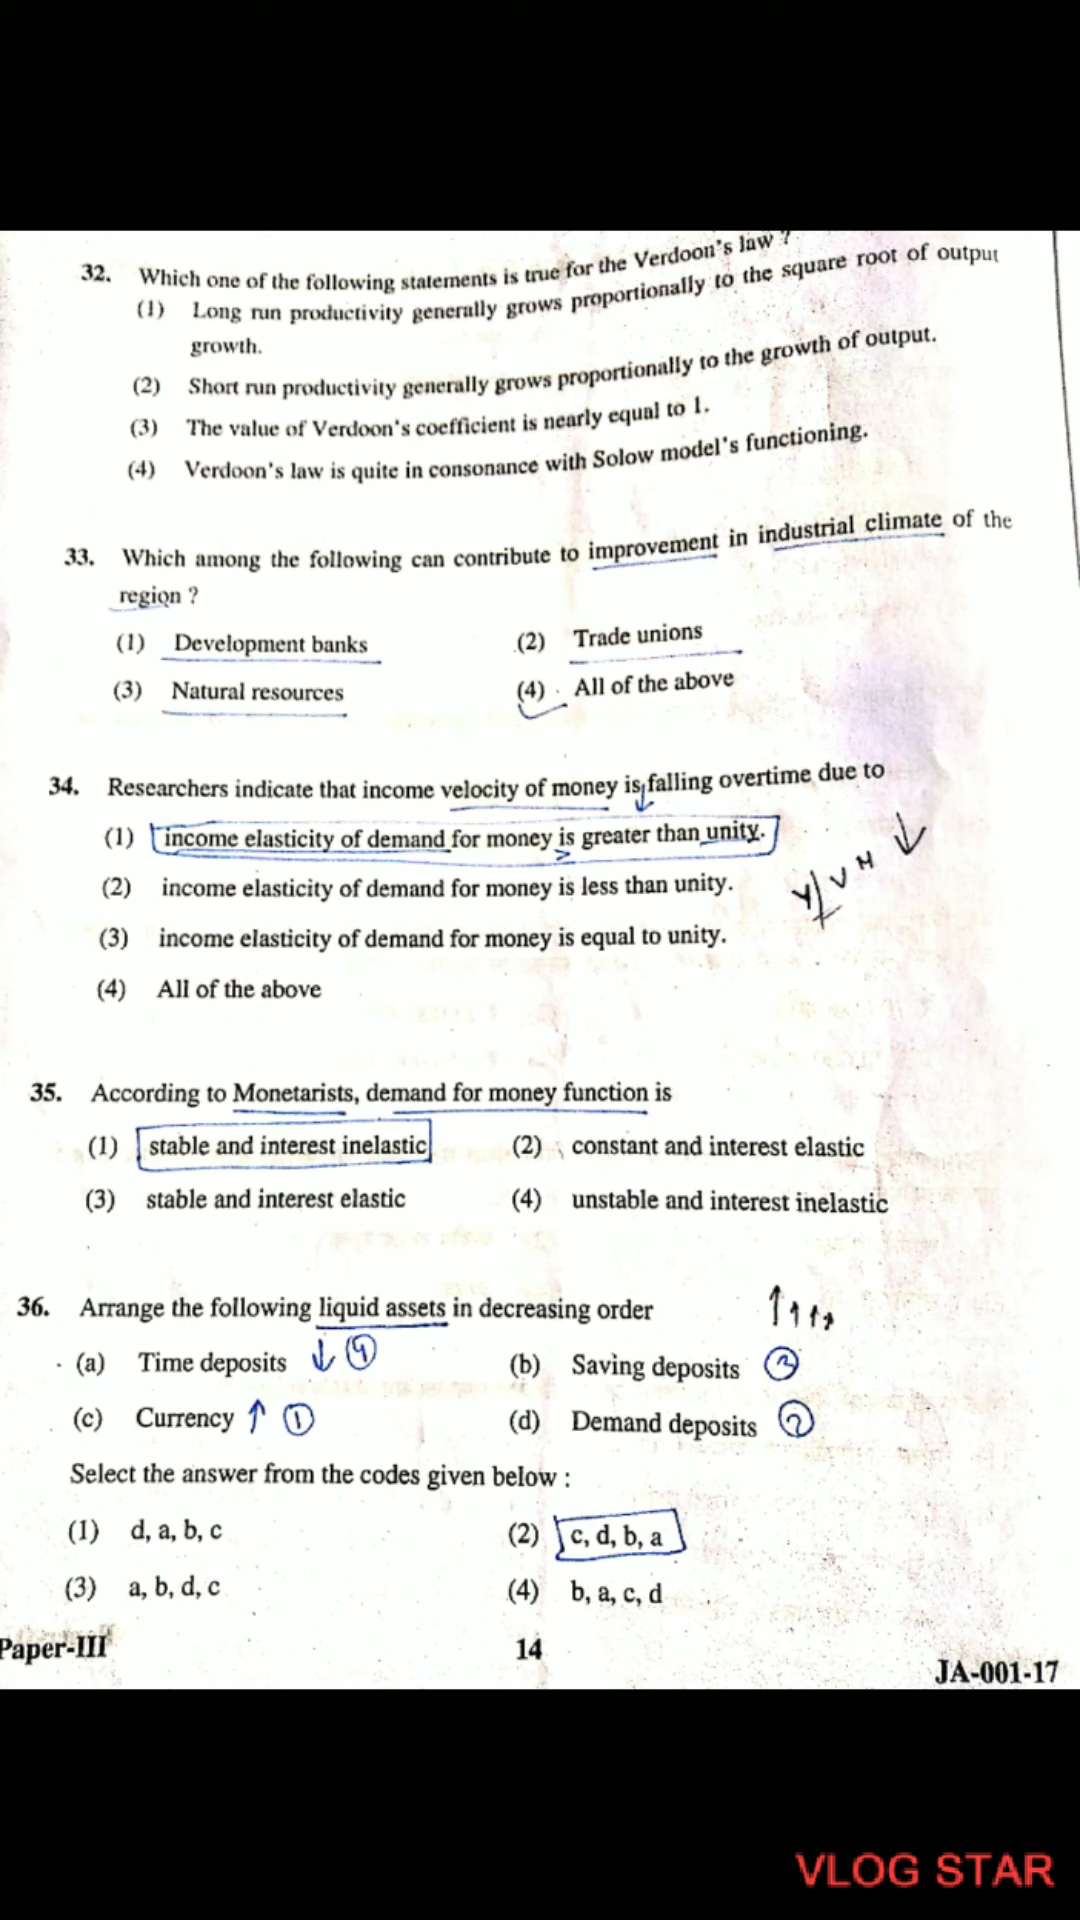 32. Which one of the following statements is true for the Verdoon's law ?
(1) Long run productivity generally grows proportionally to the square root of output
growth.
(2) Short run productivity generally grows proportionally to the growth of output.
(3) The value of Verdoon's coefficient is nearly equal to 1.
(4) Verdoon's law is quite in consonance with Solow model's functioning.
33. Which among the following can contribute to improvement in industrial climate of the
region ?
(1) Development banks (2) Trade unions
(3) Natural resources (4) All of the above
34. Researchers indicate that income velocity of money is falling overtime due to
(1) income elasticity of demand for money is greater than unity.
>
(2) income elasticity of demand for money is less than unity.
(3) income elasticity of demand for money is equal to unity.
(4) All of the above
35. According to Monetarists, demand for money function is
(1) stable and interest inelastic (2) constant and interest elastic
(3) stable and interest elastic (4) unstable and interest inelastic
36. Arrange the following liquid assets in decreasing order ↑↑↑↑
(a) Time deposits ↓ 4 (b) Saving deposits 3
(c) Currency ↑ 1 (d) Demand deposits 2
Select the answer from the codes given below :
(1) d, a, b, c (2) c, d, b, a
(3) a, b, d, c (4) b, a, c, d
Paper-III 14 JA-001-17
VLOG STAR